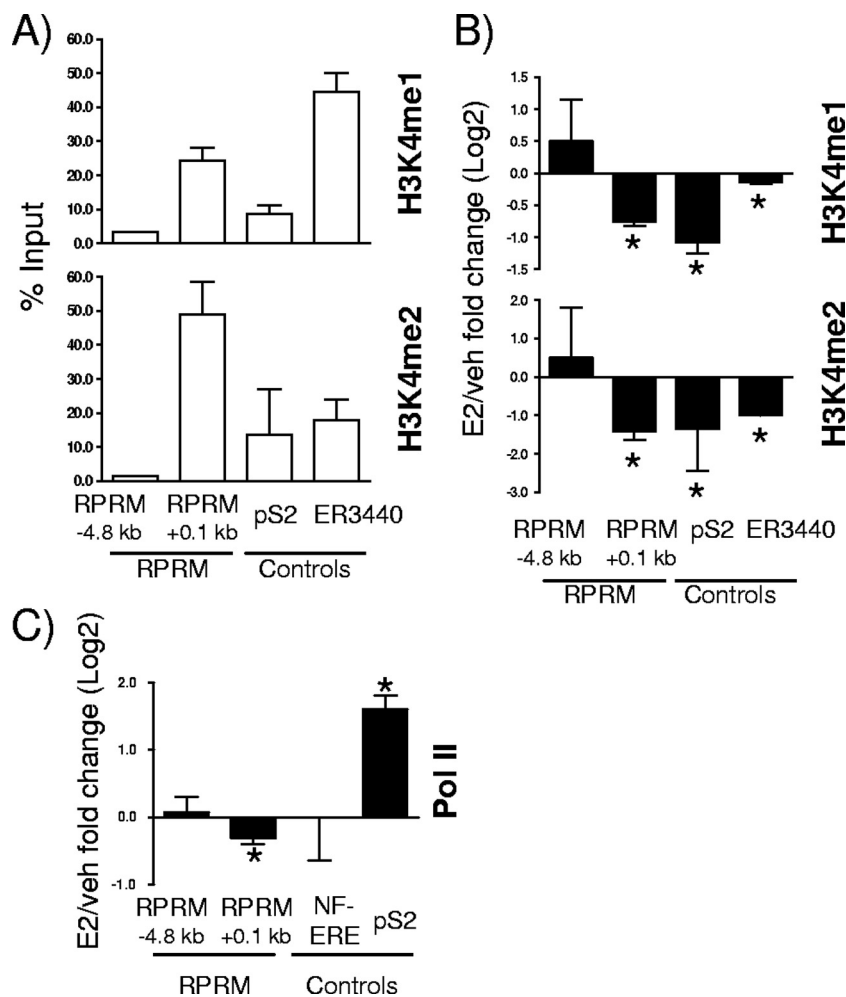 A)
60.0
50.0
40.0
30.0
20.0
10.0
0.0
H3K4me1
% Input
60.0
50.0
40.0
30.0
20.0
10.0
0.0
H3K4me2
RPRM RPRM pS2 ER3440
-4.8 kb +0.1 kb
RPRM Controls
B)
E2/veh fold change (Log2)
1.5
1.0
0.5
0.0
-0.5
-1.0
-1.5
* * *
H3K4me1
2.0
1.0
0.0
-1.0
-2.0
-3.0
* * *
H3K4me2
RPRM RPRM pS2 ER3440
-4.8 kb +0.1 kb
RPRM Controls
C)
E2/veh fold change (Log2)
2.0
1.0
0.0
-1.0
* *
Pol II
RPRM RPRM NF- pS2
-4.8 kb +0.1 kb ERE
RPRM Controls